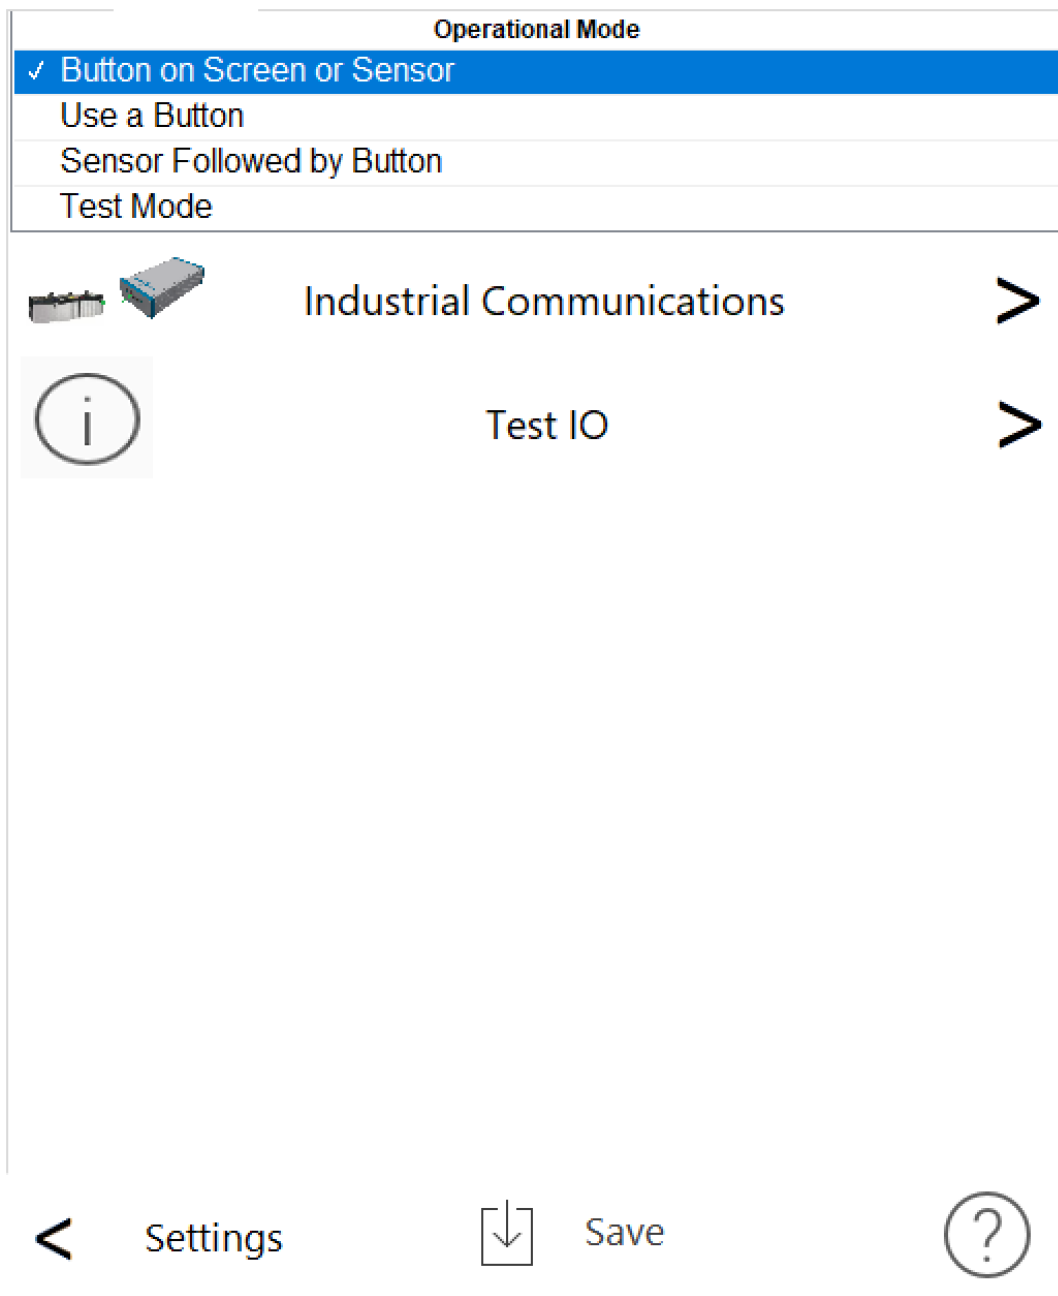 Operational Mode
✓ Button on Screen or Sensor
Use a Button
Sensor Followed by Button
Test Mode
Industrial Communications >
i Test IO >
< Settings Save ?